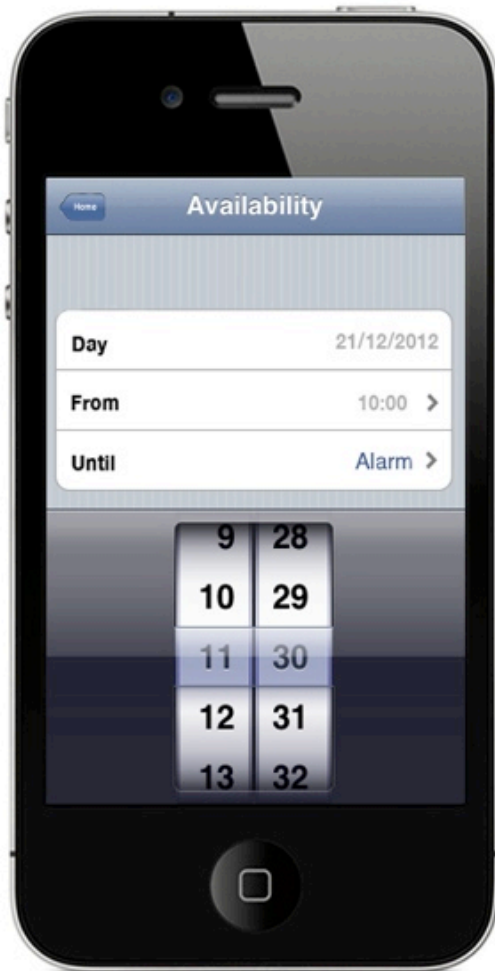 Home Availability
Day 21/12/2012
From 10:00
Until Alarm
9 28
10 29
11 30
12 31
13 32